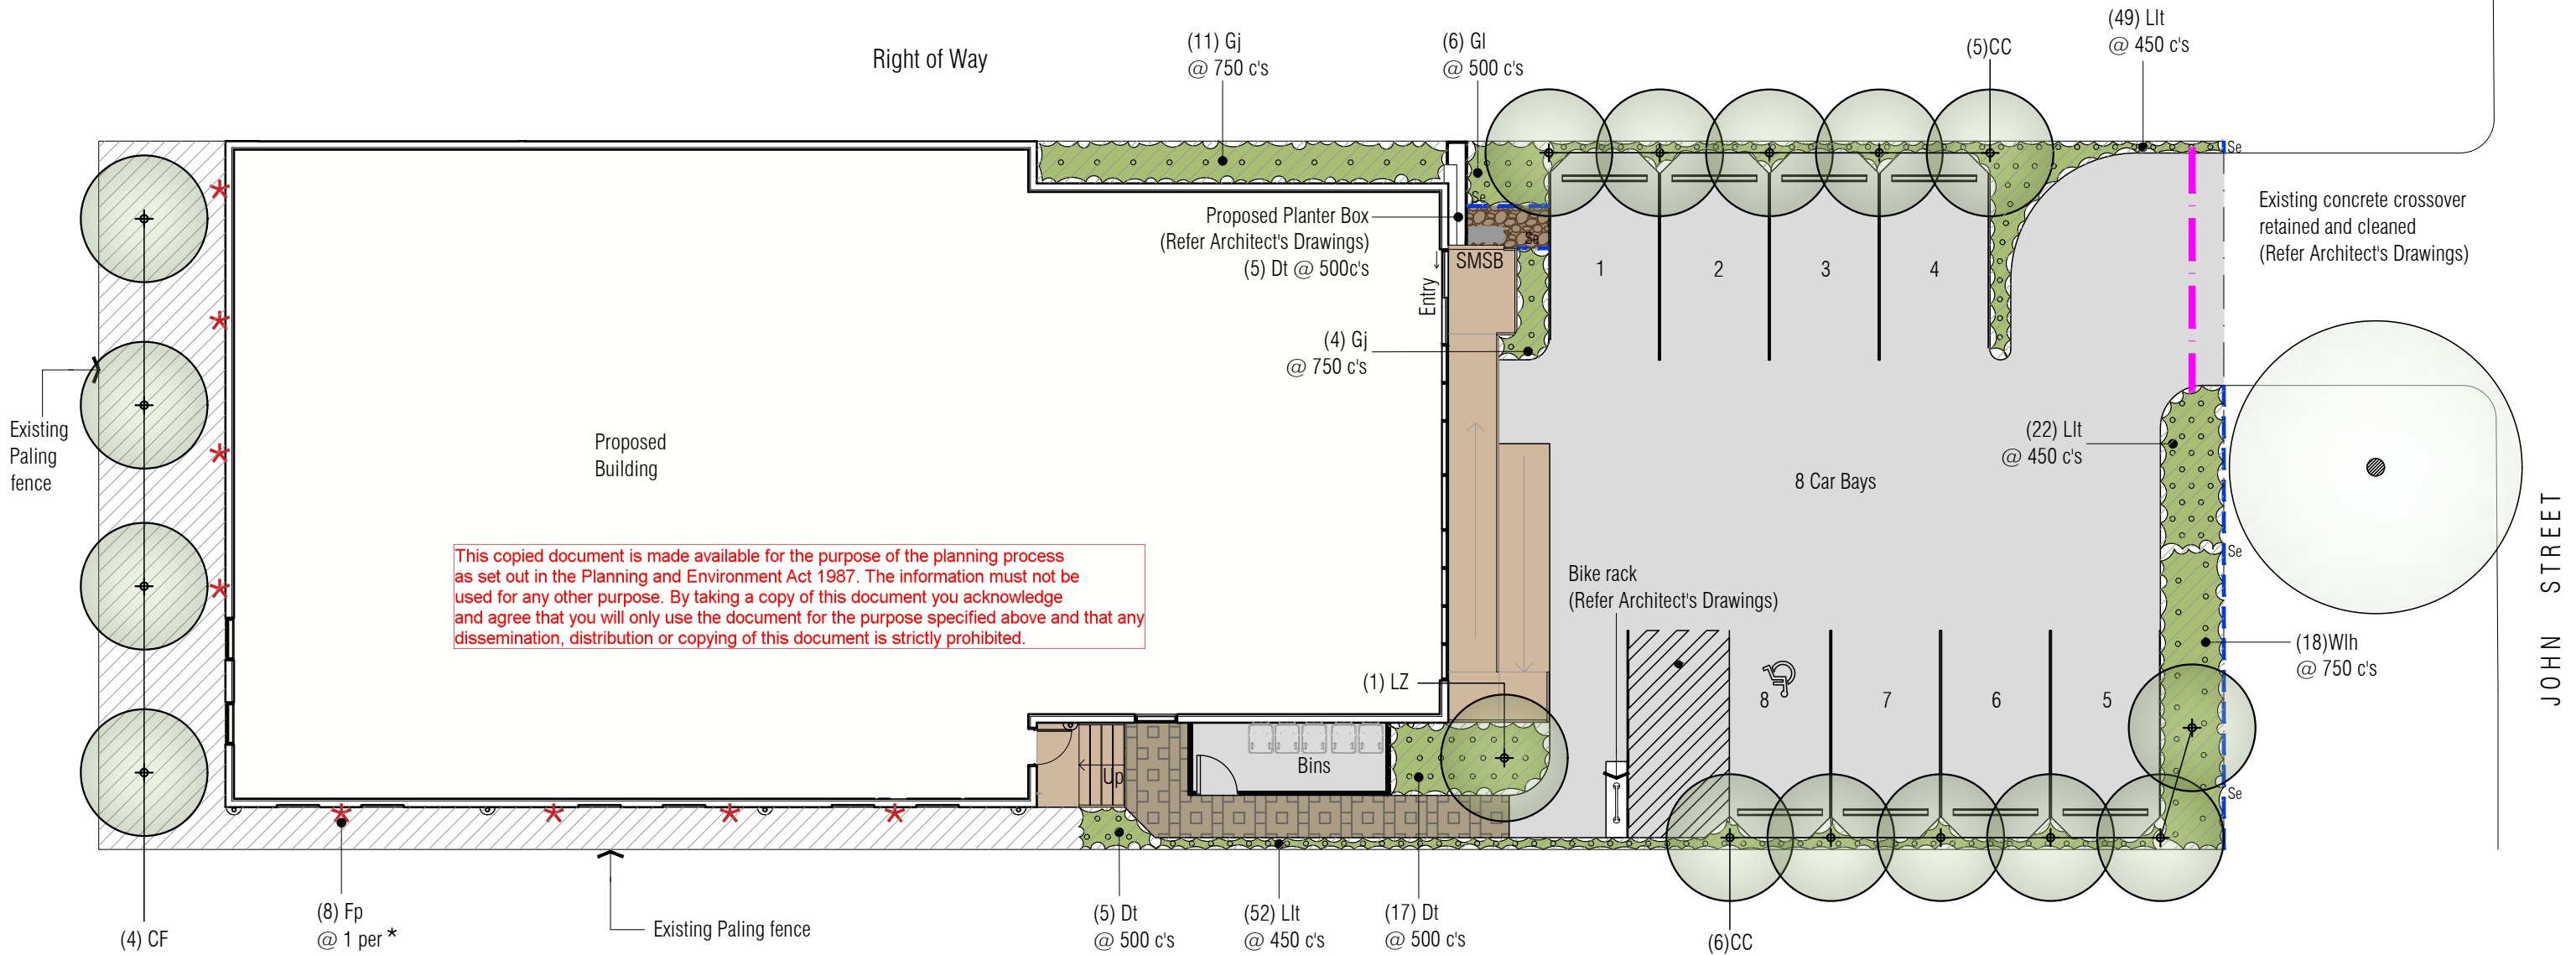 (49) Llt
@ 450 c's
(11) Gj
@ 750 c's
(6) Gl
@ 500 c's
(5)CC
Right of Way
Se
Existing concrete crossover
retained and cleaned
(Refer Architect's Drawings)
Se
Proposed Planter Box
(Refer Architect's Drawings)
(5) Dt @ 500c's
Se
SMSB
Entry
1
2
3
4
(4) Gj
@ 750 c's
Existing
Paling
fence
Proposed
Building
(22) Llt
@ 450 c's
8 Car Bays
JOHN STREET
Se
This copied document is made available for the purpose of the planning process
as set out in the Planning and Environment Act 1987. The information must not be
used for any other purpose. By taking a copy of this document you acknowledge
and agree that you will only use the document for the purpose specified above and that any
dissemination, distribution or copying of this document is strictly prohibited.
Bike rack
(Refer Architect's Drawings)
(18)Wlh
@ 750 c's
(1) LZ
8
7
6
5
Up
Bins
Se
(8) Fp
@ 1 per *
(4) CF
Existing Paling fence
(5) Dt
@ 500 c's
(52) Llt
@ 450 c's
(17) Dt
@ 500 c's
(6)CC